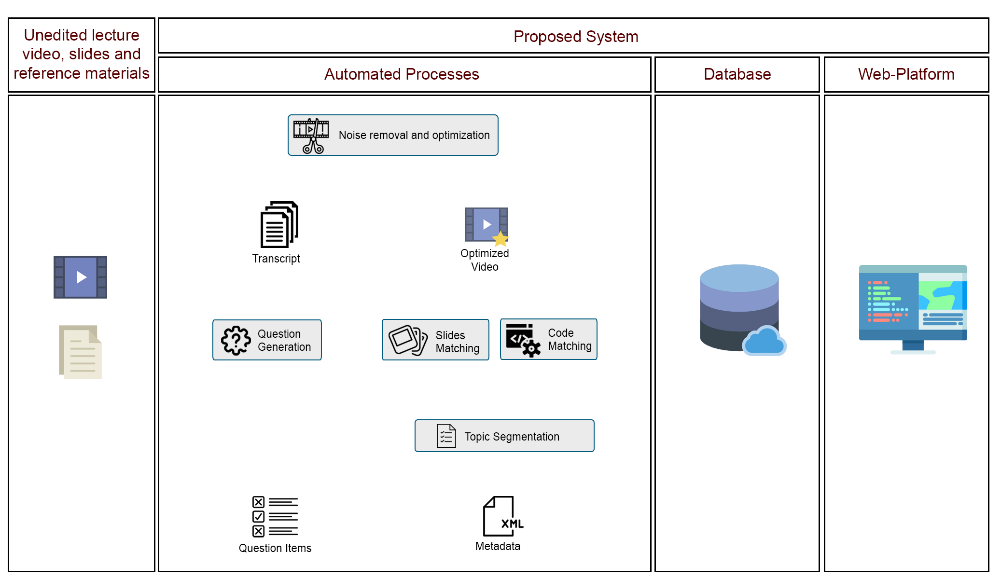 Unedited lecture
video, slides and
reference materials
Proposed System
Automated Processes
Database
Web-Platform
Noise removal and optimization
Transcript
Optimized
Video
Question
Generation
Slides
Matching
Code
Matching
Topic Segmentation
Question Items
XML
Metadata